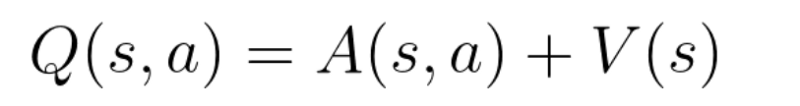 Q(s, a) = A(s, a) + V(s)